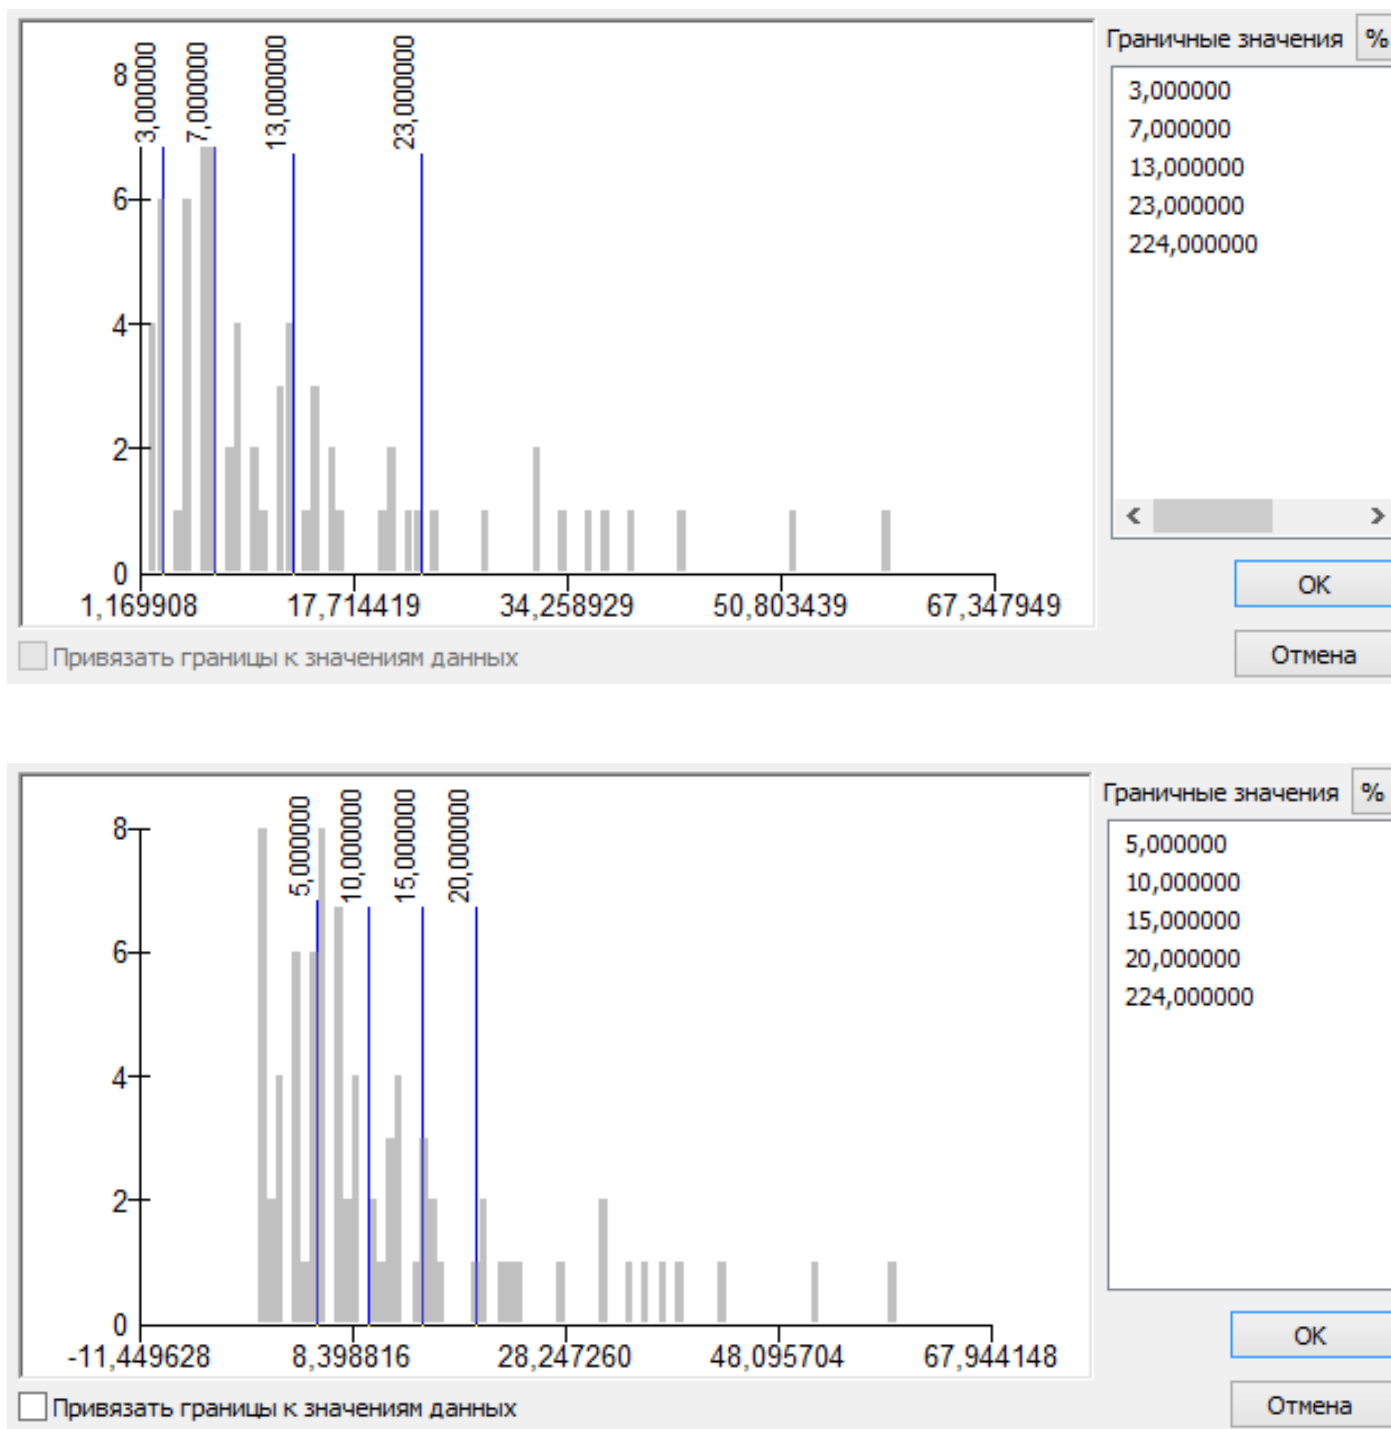 3,000000
7,000000
13,000000
23,000000
8
6
4
2
0
1,169908 17,714419 34,258929 50,803439 67,347949
Привязать границы к значениям данных
Граничные значения %
3,000000
7,000000
13,000000
23,000000
224,000000
OK
Отмена
5,000000
10,000000
15,000000
20,000000
8
6
4
2
0
-11,449628 8,398816 28,247260 48,095704 67,944148
Привязать границы к значениям данных
Граничные значения %
5,000000
10,000000
15,000000
20,000000
224,000000
OK
Отмена